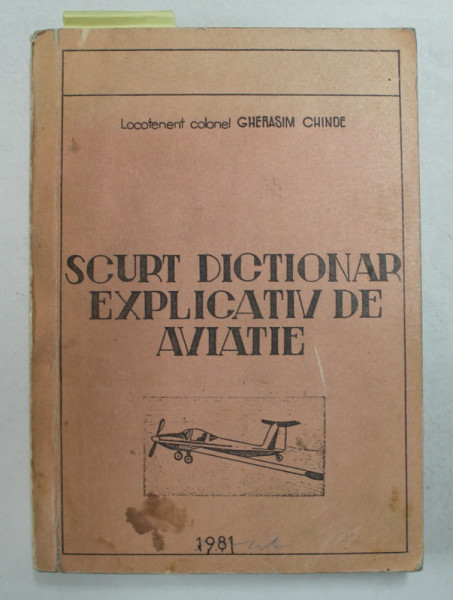 Locotenent colonel GHERASIM CHINDE
SCURT DICTIONAR
EXPLICATIV DE
AVIATIE
1981